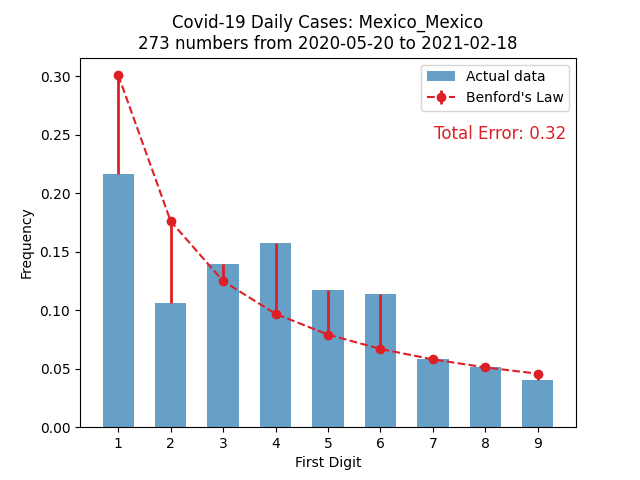 Covid-19 Daily Cases: Mexico_Mexico
273 numbers from 2020-05-20 to 2021-02-18
Actual data
Benford's Law
Total Error: 0.32
Frequency
0.30
0.25
0.20
0.15
0.10
0.05
0.00
1 2 3 4 5 6 7 8 9
First Digit